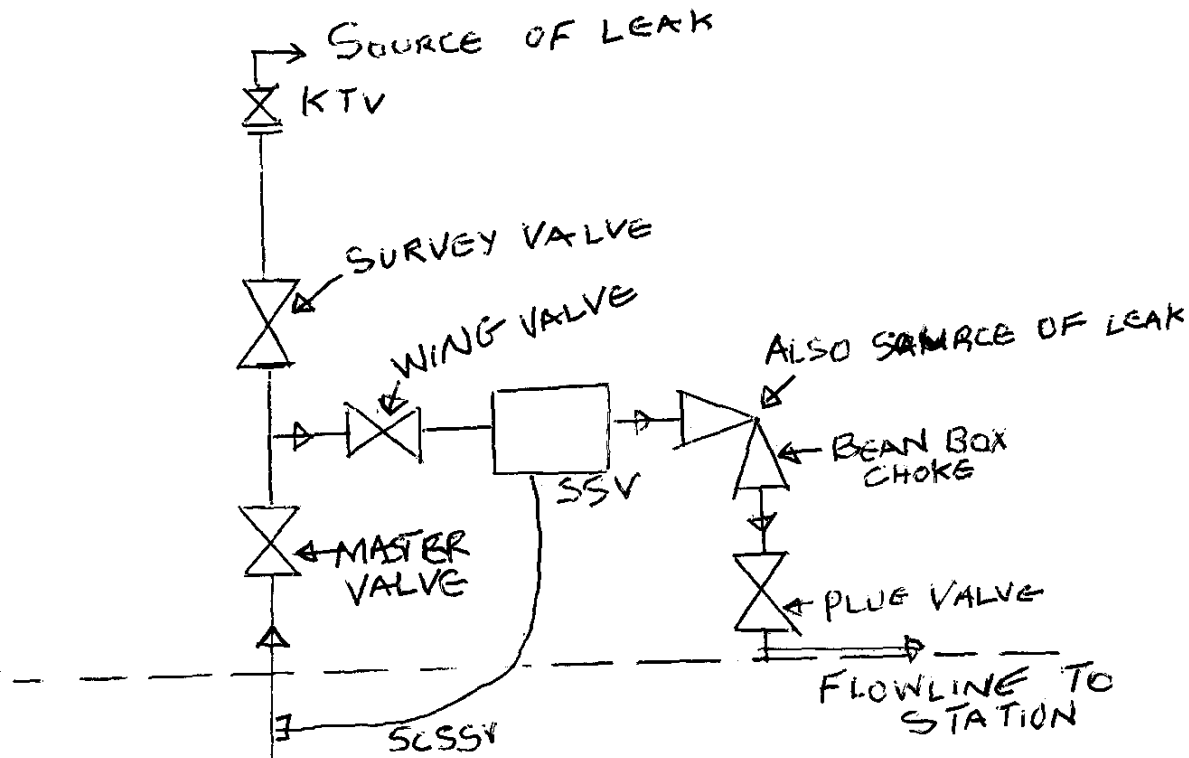 SOURCE OF LEAK
KTV
SURVEY VALVE
WING VALVE
ALSO SOURCE OF LEAK
BEAN BOX
CHOKE
SSV
MASTER
VALVE
PLUG VALVE
FLOWLINE TO
STATION
SCSSV